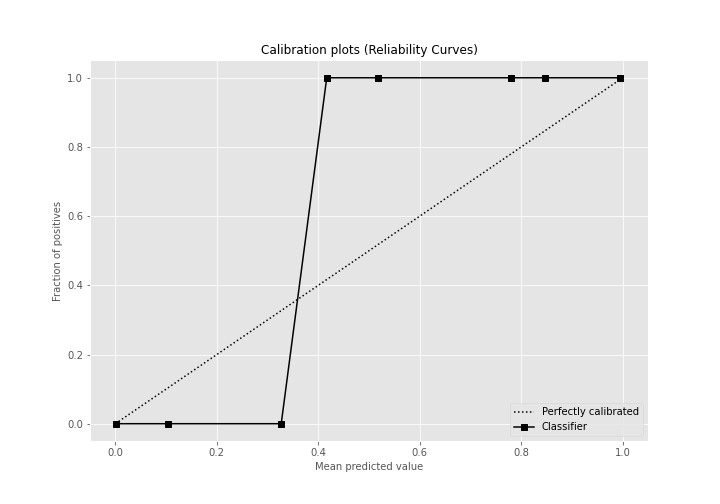 Calibration plots (Reliability Curves)
1.0
0.8
0.6
0.4
0.2
0.0
Fraction of positives
0.0 0.2 0.4 0.6 0.8 1.0
Mean predicted value
Perfectly calibrated
Classifier